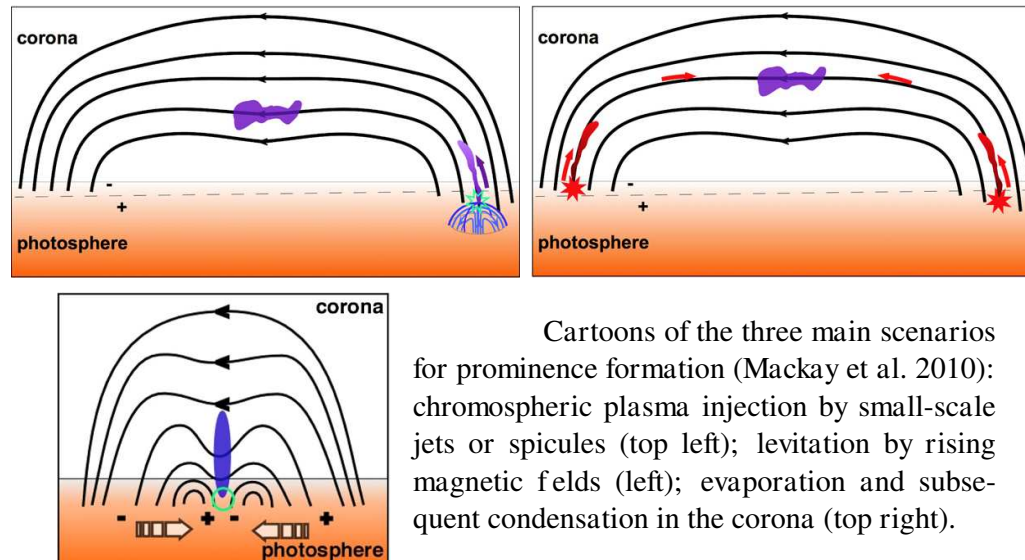 corona
-
+
photosphere
corona
-
+
photosphere
corona
- + - +
photosphere
Cartoons of the three main scenarios
for prominence formation (Mackay et al. 2010):
chromospheric plasma injection by small-scale
jets or spicules (top left); levitation by rising
magnetic f elds (left); evaporation and subse-
quent condensation in the corona (top right).